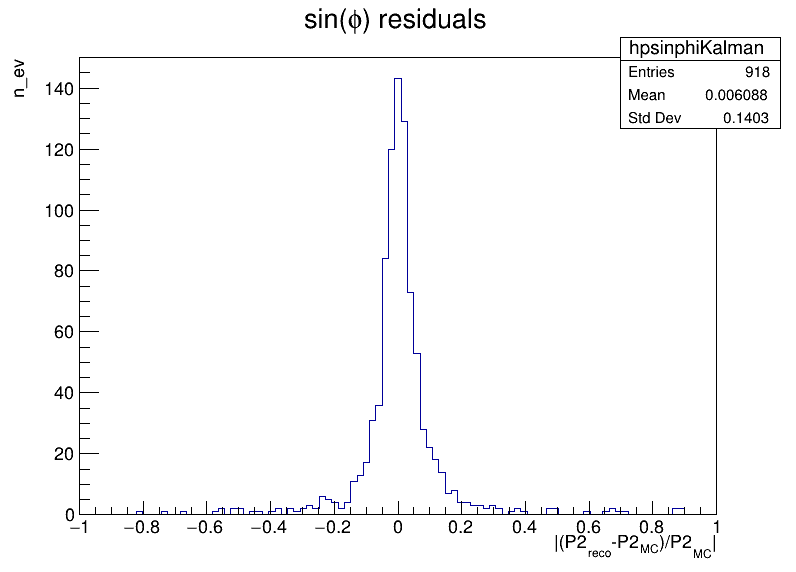 sin(ϕ) residuals
hpsinphiKalman
Entries 918
Mean 0.006088
Std Dev 0.1403
n_ev
140
120
100
80
60
40
20
0
−1 −0.8 −0.6 −0.4 −0.2 0 0.2 0.4 0.6 0.8 1
|(P2reco-P2MC)/P2MC|